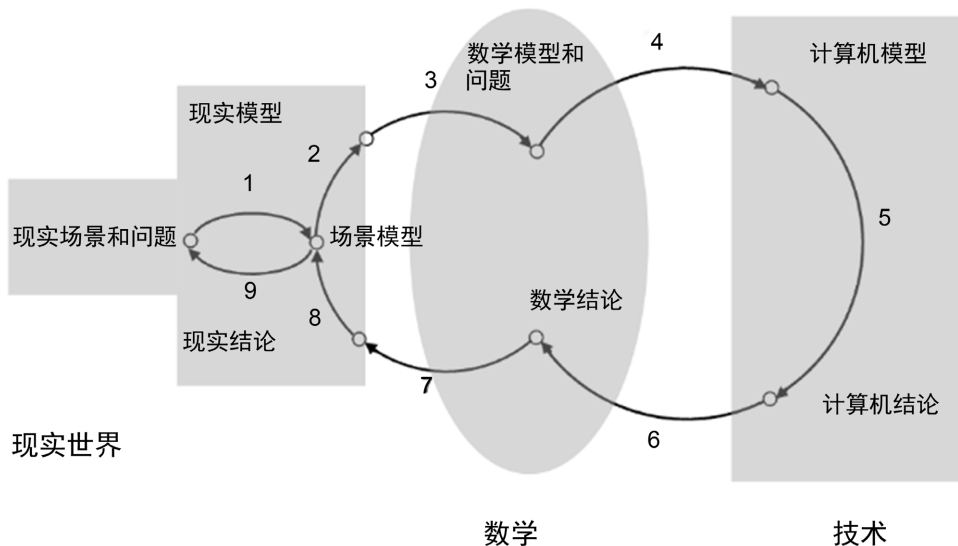 数学模型和
问题
4
计算机模型
3
现实模型
2
1
现实场景和问题
场景模型
5
9
8
数学结论
现实结论
7
计算机结论
6
现实世界
数学
技术